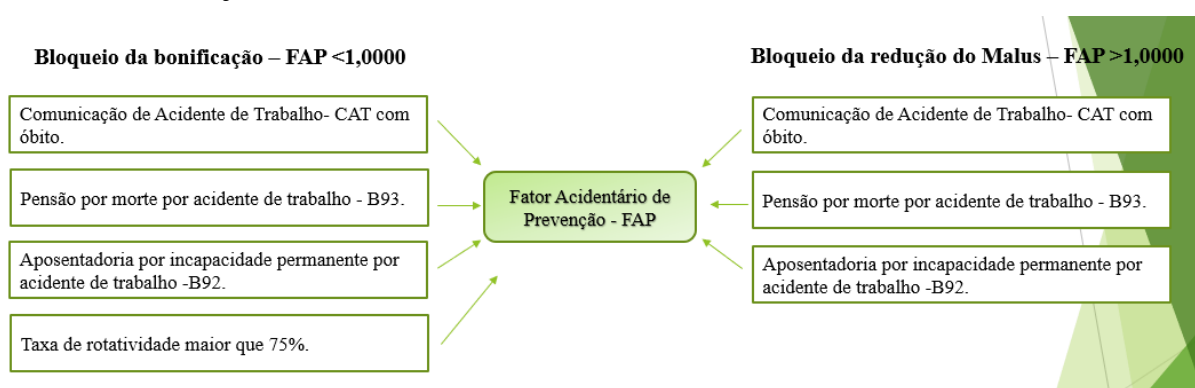 Bloqueio da bonificação – FAP <1,0000
Comunicação de Acidente de Trabalho- CAT com
óbito.
Pensão por morte por acidente de trabalho - B93.
Aposentadoria por incapacidade permanente por
acidente de trabalho -B92.
Taxa de rotatividade maior que 75%.
Fator Acidentário de
Prevenção - FAP
Bloqueio da redução do Malus – FAP >1,0000
Comunicação de Acidente de Trabalho- CAT com
óbito.
Pensão por morte por acidente de trabalho - B93.
Aposentadoria por incapacidade permanente por
acidente de trabalho -B92.